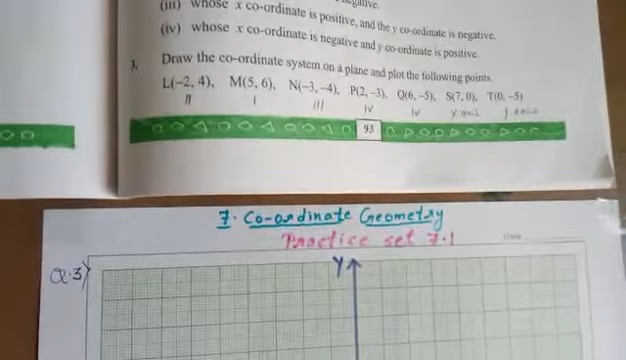 negative.
(iii) whose x co-ordinate is positive, and the y co-ordinate is negative.
(iv) whose x co-ordinate is negative and y co-ordinate is positive.
3. Draw the co-ordinate system on a plane and plot the following points.
L(-2, 4), M(5, 6), N(-3, -4), P(2, -3), Q(6, -5), S(7, 0), T(0, -5)
II I III IV IV x axis y axis
93
7. Co-ordinate Geometry
Practice set 7.1
Date
Q.3)
Y